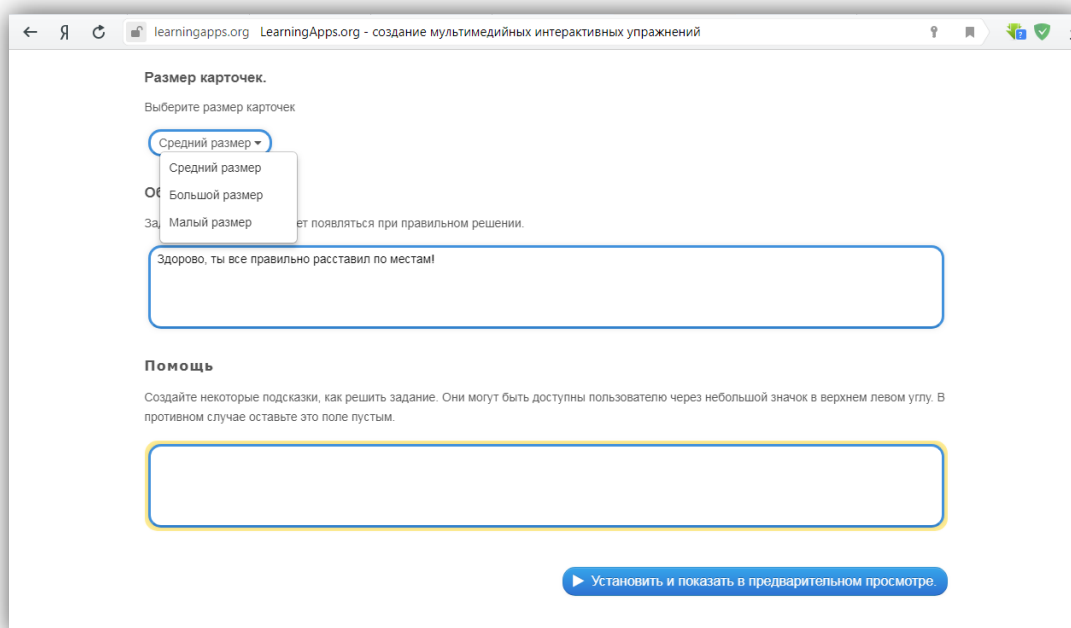 Я learningapps.org LearningApps.org - создание мультимедийных интерактивных упражнений
Размер карточек.
Выберите размер карточек
Средний размер
Средний размер
Большой размер
Малый размер
ет появляться при правильном решении.
Здорово, ты все правильно расставил по местам!
Помощь
Создайте некоторые подсказки, как решить задание. Они могут быть доступны пользователю через небольшой значок в верхнем левом углу. В
противном случае оставьте это поле пустым.
Установить и показать в предварительном просмотре.